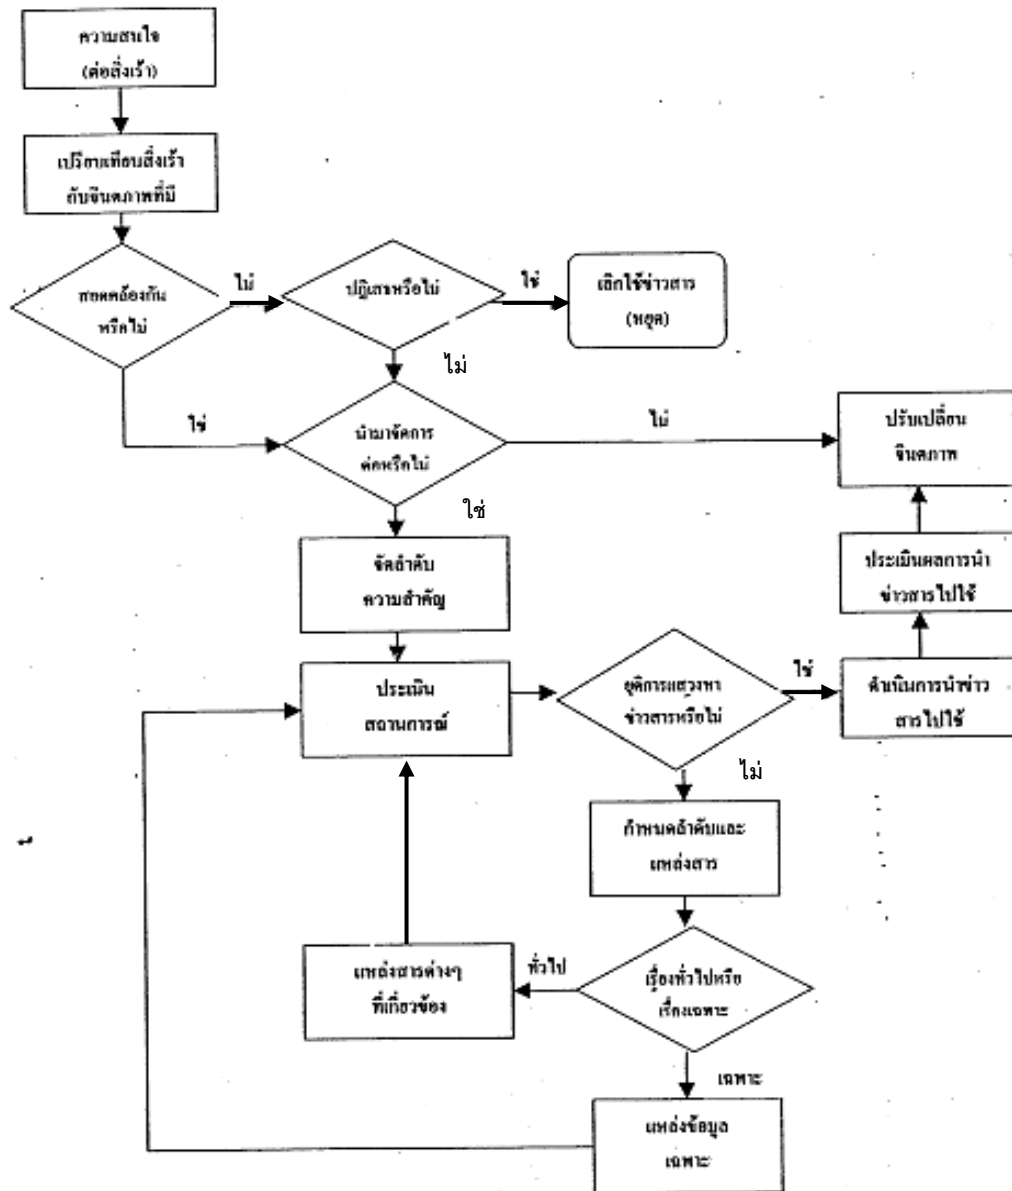 ความสนใจ
(ต่อสิ่งเร้า)
เปรียบเทียบสิ่งเร้า
กับจินตภาพที่มี
สอดคล้องกัน
หรือไม่
ไม่
ปฏิเสธหรือไม่
ใช่
เลิกใช้ข่าวสาร
(หยุด)
ไม่
ใช่
นำมาจัดการ
ต่อหรือไม่
ไม่
ปรับเปลี่ยน
จินตภาพ
ใช่
จัดลำดับ
ความสำคัญ
ประเมินผลการนำ
ข่าวสารไปใช้
ประเมิน
สถานการณ์
ยุติการแสวงหา
ข่าวสารหรือไม่
ใช่
ดำเนินการนำข่าว
สารไปใช้
ไม่
กำหนดลำดับและ
แหล่งสาร
แหล่งสารต่างๆ
ที่เกี่ยวข้อง
ทั่วไป
เรื่องทั่วไปหรือ
เรื่องเฉพาะ
เฉพาะ
แหล่งข้อมูล
เฉพาะ